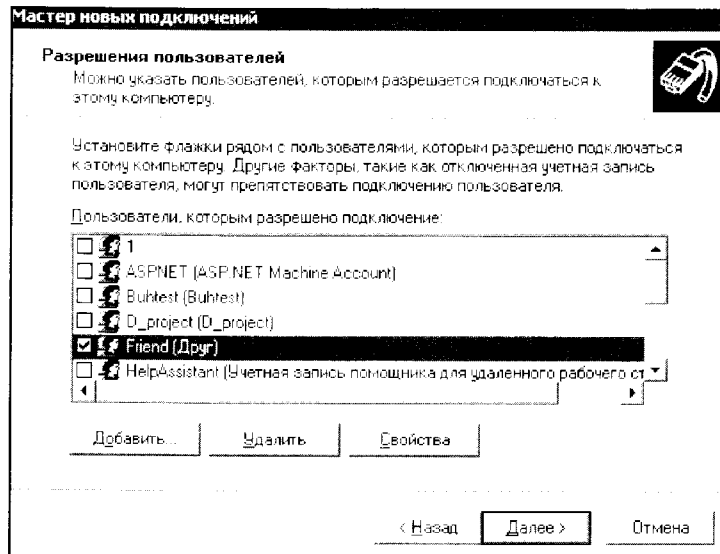 Мастер новых подключений
Разрешения пользователей
Можно указать пользователей, которым разрешается подключаться к
этому компьютеру.
Установите флажки рядом с пользователями, которым разрешено подключаться
к этому компьютеру. Другие факторы, такие как отключенная учетная запись
пользователя, могут препятствовать подключению пользователя.
Пользователи, которым разрешено подключение:
1
ASPNET (ASP.NET Machine Account)
Buhtest (Buhtest)
D_project (D_project)
Friend (Друг)
HelpAssistant (Учетная запись помощника для удаленного рабочего ст
Добавить... Удалить Свойства
< Назад Далее > Отмена